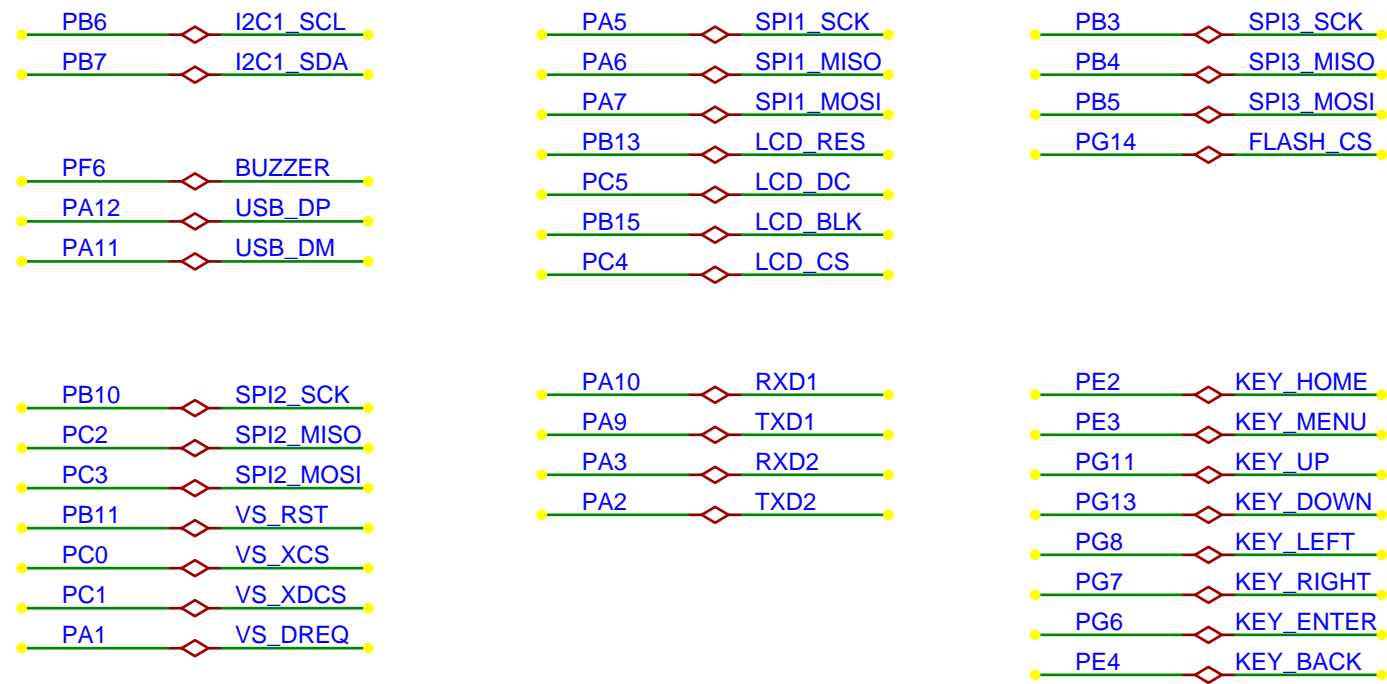 PB6 I2C1_SCL
PB7 I2C1_SDA
PF6 BUZZER
PA12 USB_DP
PA11 USB_DM
PA5 SPI1_SCK
PA6 SPI1_MISO
PA7 SPI1_MOSI
PB13 LCD_RES
PC5 LCD_DC
PB15 LCD_BLK
PC4 LCD_CS
PB3 SPI3_SCK
PB4 SPI3_MISO
PB5 SPI3_MOSI
PG14 FLASH_CS
PB10 SPI2_SCK
PC2 SPI2_MISO
PC3 SPI2_MOSI
PB11 VS_RST
PC0 VS_XCS
PC1 VS_XDCS
PA1 VS_DREQ
PA10 RXD1
PA9 TXD1
PA3 RXD2
PA2 TXD2
PE2 KEY_HOME
PE3 KEY_MENU
PG11 KEY_UP
PG13 KEY_DOWN
PG8 KEY_LEFT
PG7 KEY_RIGHT
PG6 KEY_ENTER
PE4 KEY_BACK